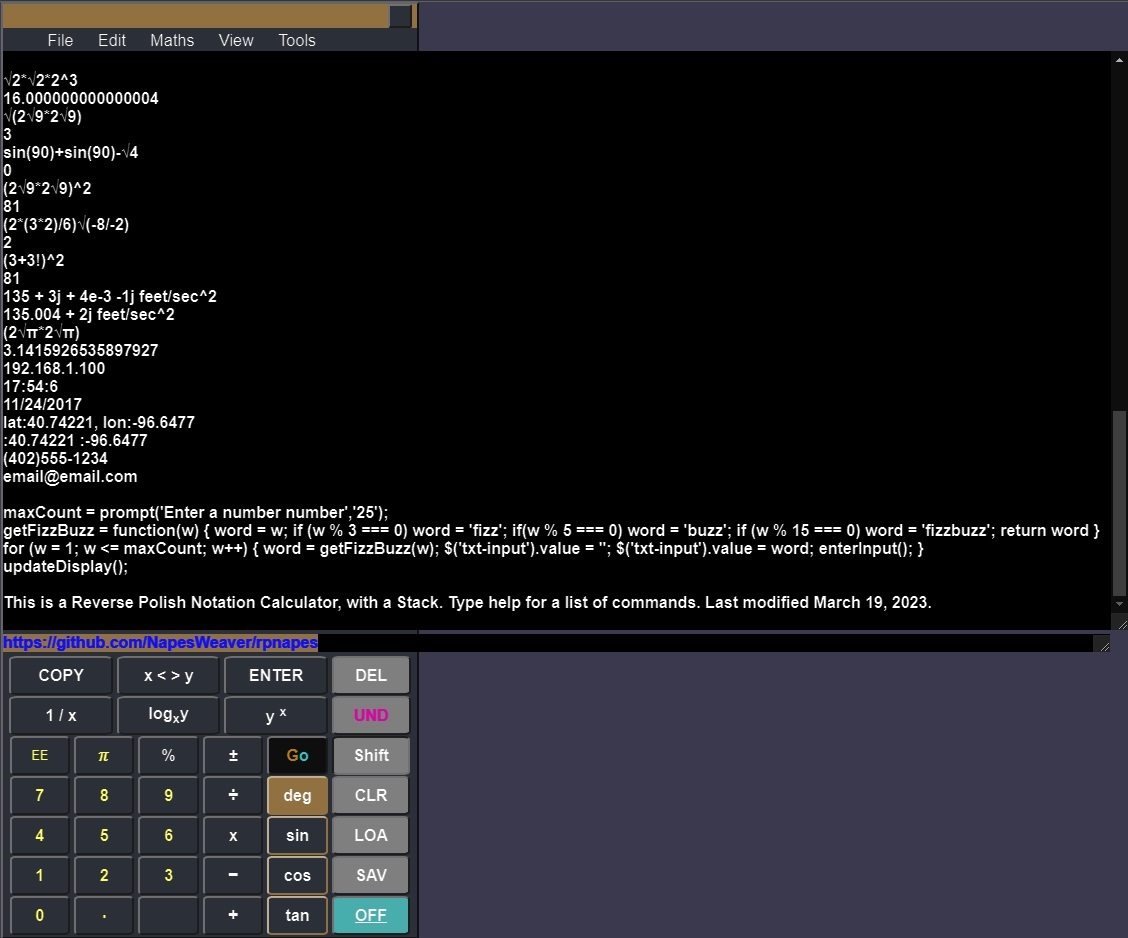 File Edit Maths View Tools
√2*√2*2^3
16.000000000000004
√(2√9*2√9)
3
sin(90)+sin(90)-√4
0
(2√9*2√9)^2
81
(2*(3*2)/6)√(-8/-2)
2
(3+3!)^2
81
135 + 3j + 4e-3 -1j feet/sec^2
135.004 + 2j feet/sec^2
(2√π*2√π)
3.1415926535897927
192.168.1.100
17:54:6
11/24/2017
lat:40.74221, lon:-96.6477
:40.74221 :-96.6477
(402)555-1234
email@email.com
maxCount = prompt('Enter a number number','25');
getFizzBuzz = function(w) { word = w; if (w % 3 === 0) word = 'fizz'; if(w % 5 === 0) word = 'buzz'; if (w % 15 === 0) word = 'fizzbuzz'; return word }
for (w = 1; w <= maxCount; w++) { word = getFizzBuzz(w); $('txt-input').value = ''; $('txt-input').value = word; enterInput(); }
updateDisplay();
This is a Reverse Polish Notation Calculator, with a Stack. Type help for a list of commands. Last modified March 19, 2023.
https://github.com/NapesWeaver/rpnapes
COPY x < > y ENTER DEL
1 / x logxy y x UND
EE π % ± Go Shift
7 8 9 ÷ deg CLR
4 5 6 x sin LOA
1 2 3 − cos SAV
0 · + tan OFF